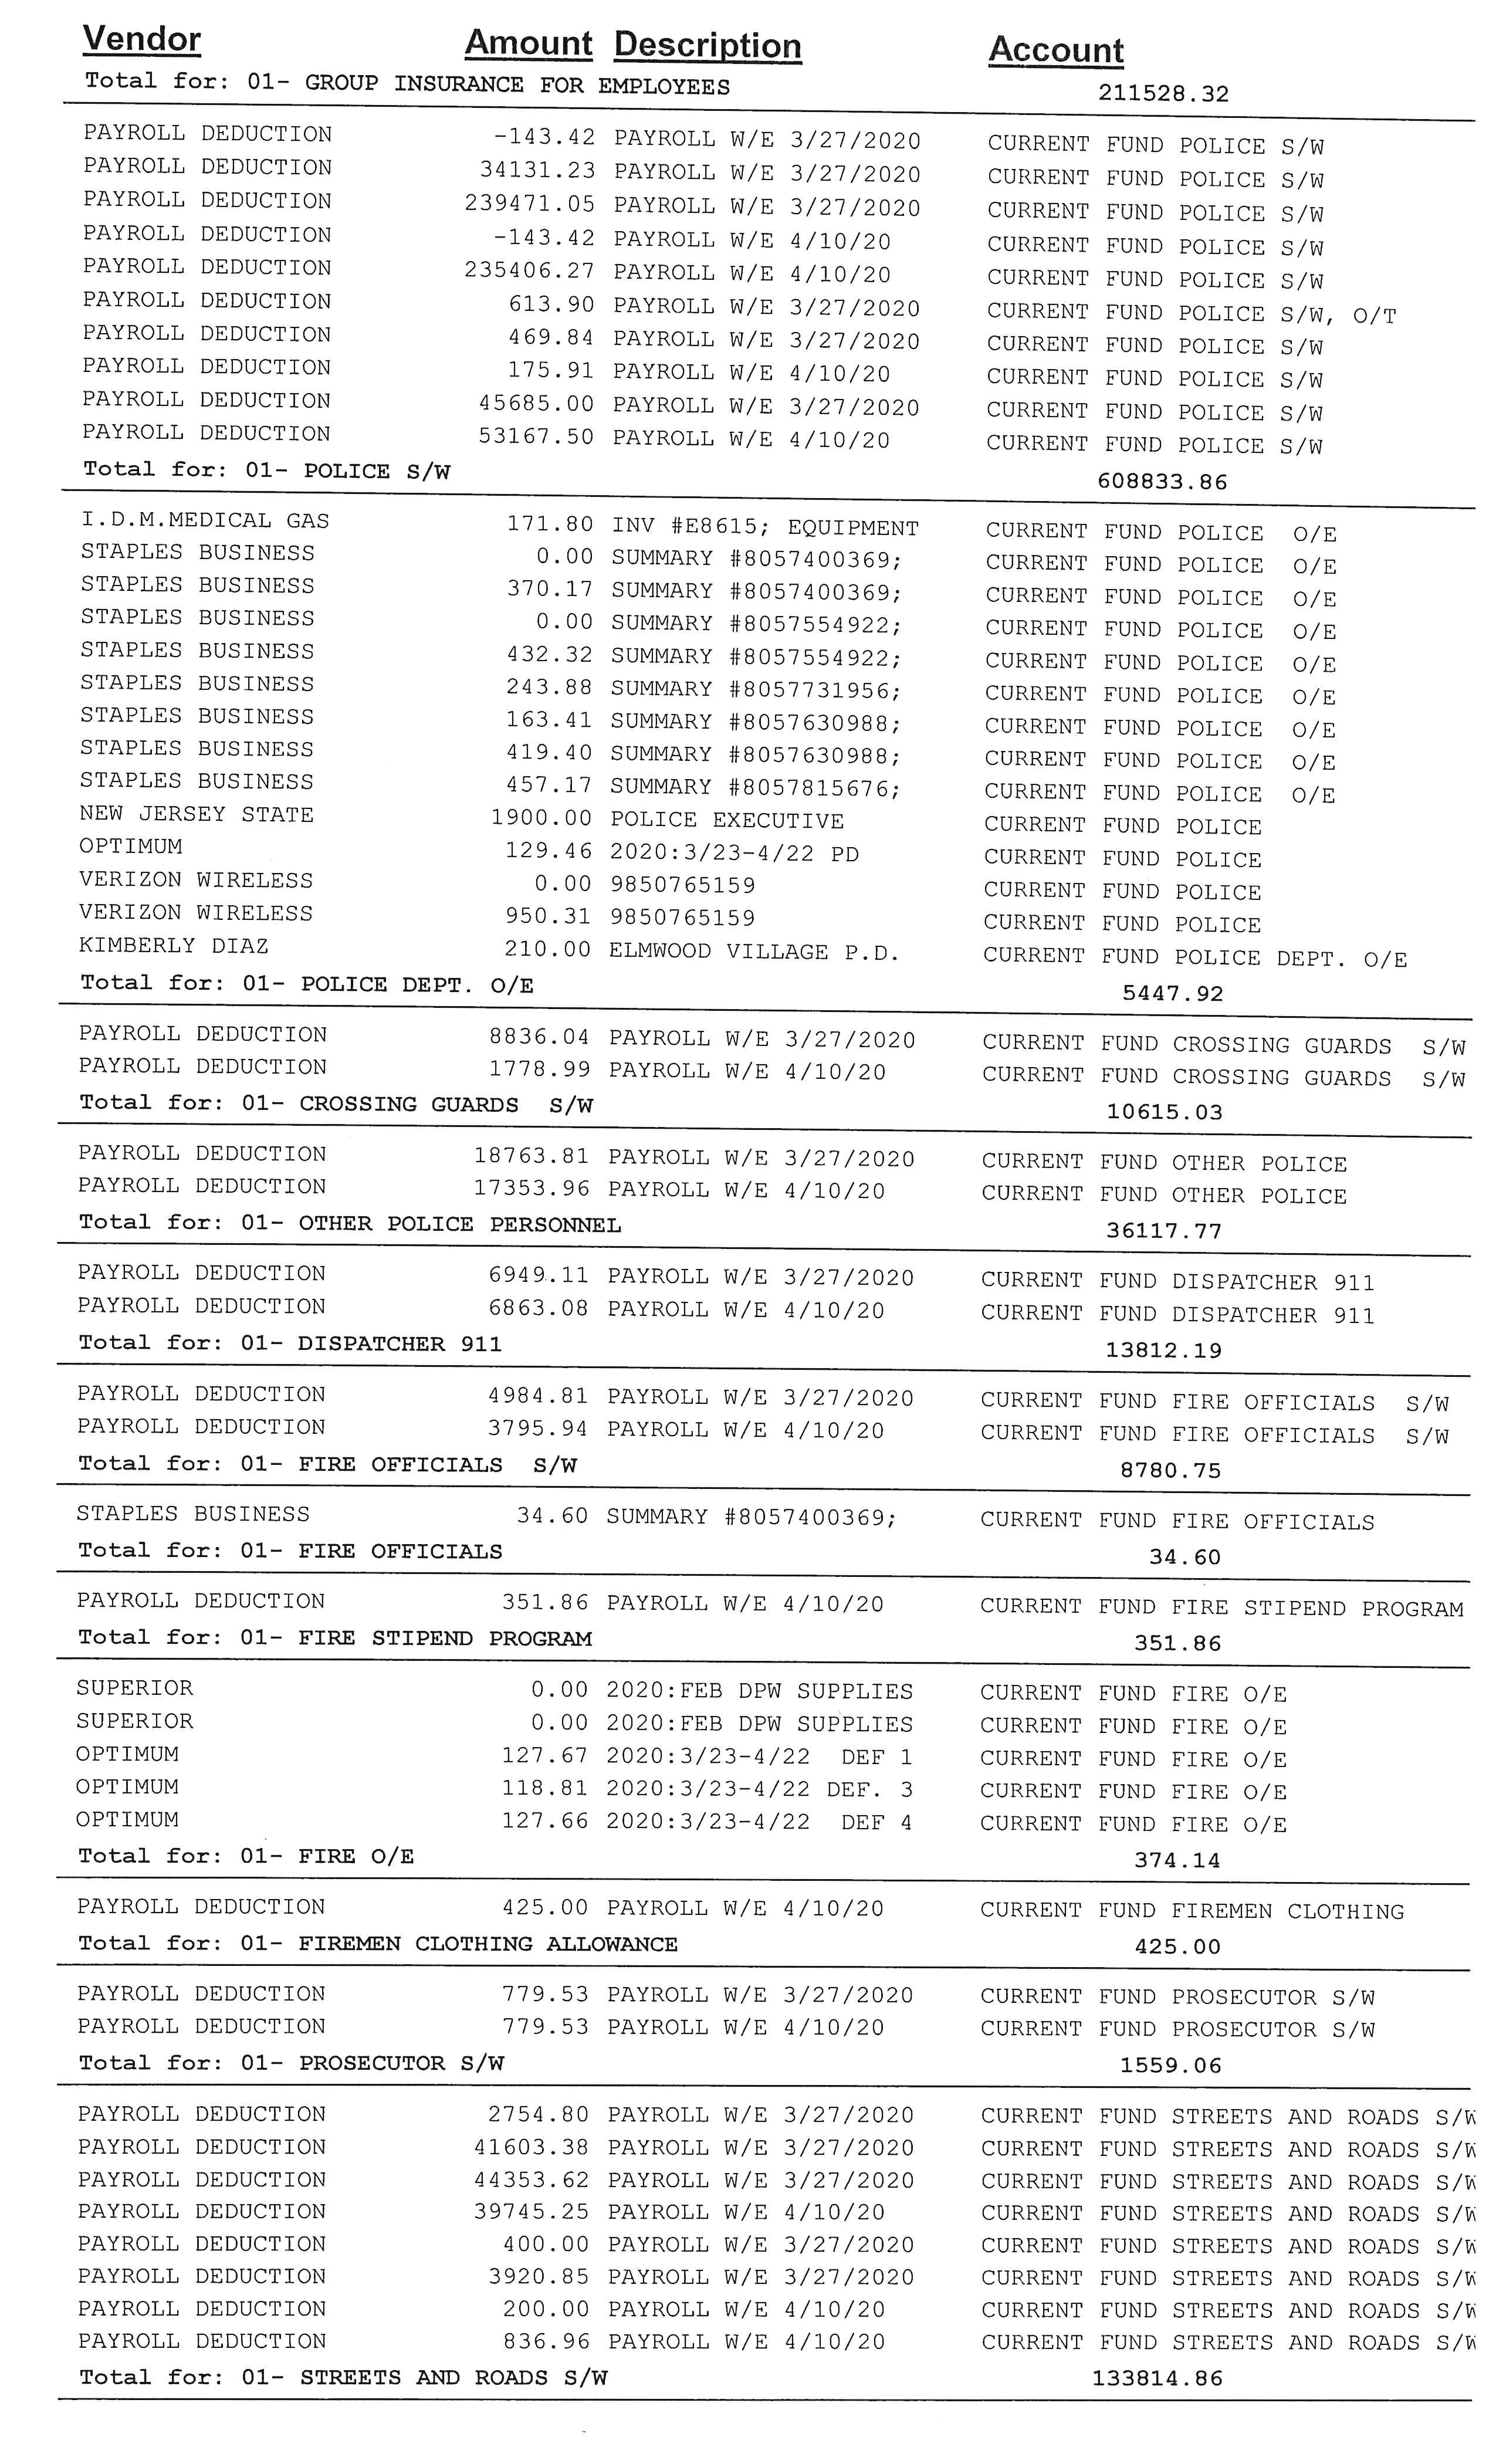 Vendor Amount Description Account
Total for: 01- GROUP INSURANCE FOR EMPLOYEES 211528.32
PAYROLL DEDUCTION -143.42 PAYROLL W/E 3/27/2020 CURRENT FUND POLICE S/W
PAYROLL DEDUCTION 34131.23 PAYROLL W/E 3/27/2020 CURRENT FUND POLICE S/W
PAYROLL DEDUCTION 239471.05 PAYROLL W/E 3/27/2020 CURRENT FUND POLICE S/W
PAYROLL DEDUCTION -143.42 PAYROLL W/E 4/10/20 CURRENT FUND POLICE S/W
PAYROLL DEDUCTION 235406.27 PAYROLL W/E 4/10/20 CURRENT FUND POLICE S/W
PAYROLL DEDUCTION 613.90 PAYROLL W/E 3/27/2020 CURRENT FUND POLICE S/W, O/T
PAYROLL DEDUCTION 469.84 PAYROLL W/E 3/27/2020 CURRENT FUND POLICE S/W
PAYROLL DEDUCTION 175.91 PAYROLL W/E 4/10/20 CURRENT FUND POLICE S/W
PAYROLL DEDUCTION 45685.00 PAYROLL W/E 3/27/2020 CURRENT FUND POLICE S/W
PAYROLL DEDUCTION 53167.50 PAYROLL W/E 4/10/20 CURRENT FUND POLICE S/W
Total for: 01- POLICE S/W 608833.86
I.D.M.MEDICAL GAS 171.80 INV #E8615; EQUIPMENT CURRENT FUND POLICE O/E
STAPLES BUSINESS 0.00 SUMMARY #8057400369; CURRENT FUND POLICE O/E
STAPLES BUSINESS 370.17 SUMMARY #8057400369; CURRENT FUND POLICE O/E
STAPLES BUSINESS 0.00 SUMMARY #8057554922; CURRENT FUND POLICE O/E
STAPLES BUSINESS 432.32 SUMMARY #8057554922; CURRENT FUND POLICE O/E
STAPLES BUSINESS 243.88 SUMMARY #8057731956; CURRENT FUND POLICE O/E
STAPLES BUSINESS 163.41 SUMMARY #8057630988; CURRENT FUND POLICE O/E
STAPLES BUSINESS 419.40 SUMMARY #8057630988; CURRENT FUND POLICE O/E
STAPLES BUSINESS 457.17 SUMMARY #8057815676; CURRENT FUND POLICE O/E
NEW JERSEY STATE 1900.00 POLICE EXECUTIVE CURRENT FUND POLICE
OPTIMUM 129.46 2020:3/23-4/22 PD CURRENT FUND POLICE
VERIZON WIRELESS 0.00 9850765159 CURRENT FUND POLICE
VERIZON WIRELESS 950.31 9850765159 CURRENT FUND POLICE
KIMBERLY DIAZ 210.00 ELMWOOD VILLAGE P.D. CURRENT FUND POLICE DEPT. O/E
Total for: 01- POLICE DEPT. O/E 5447.92
PAYROLL DEDUCTION 8836.04 PAYROLL W/E 3/27/2020 CURRENT FUND CROSSING GUARDS S/W
PAYROLL DEDUCTION 1778.99 PAYROLL W/E 4/10/20 CURRENT FUND CROSSING GUARDS S/W
Total for: 01- CROSSING GUARDS S/W 10615.03
PAYROLL DEDUCTION 18763.81 PAYROLL W/E 3/27/2020 CURRENT FUND OTHER POLICE
PAYROLL DEDUCTION 17353.96 PAYROLL W/E 4/10/20 CURRENT FUND OTHER POLICE
Total for: 01- OTHER POLICE PERSONNEL 36117.77
PAYROLL DEDUCTION 6949.11 PAYROLL W/E 3/27/2020 CURRENT FUND DISPATCHER 911
PAYROLL DEDUCTION 6863.08 PAYROLL W/E 4/10/20 CURRENT FUND DISPATCHER 911
Total for: 01- DISPATCHER 911 13812.19
PAYROLL DEDUCTION 4984.81 PAYROLL W/E 3/27/2020 CURRENT FUND FIRE OFFICIALS S/W
PAYROLL DEDUCTION 3795.94 PAYROLL W/E 4/10/20 CURRENT FUND FIRE OFFICIALS S/W
Total for: 01- FIRE OFFICIALS S/W 8780.75
STAPLES BUSINESS 34.60 SUMMARY #8057400369; CURRENT FUND FIRE OFFICIALS
Total for: 01- FIRE OFFICIALS 34.60
PAYROLL DEDUCTION 351.86 PAYROLL W/E 4/10/20 CURRENT FUND FIRE STIPEND PROGRAM
Total for: 01- FIRE STIPEND PROGRAM 351.86
SUPERIOR 0.00 2020:FEB DPW SUPPLIES CURRENT FUND FIRE O/E
SUPERIOR 0.00 2020:FEB DPW SUPPLIES CURRENT FUND FIRE O/E
OPTIMUM 127.67 2020:3/23-4/22 DEF 1 CURRENT FUND FIRE O/E
OPTIMUM 118.81 2020:3/23-4/22 DEF. 3 CURRENT FUND FIRE O/E
OPTIMUM 127.66 2020:3/23-4/22 DEF 4 CURRENT FUND FIRE O/E
Total for: 01- FIRE O/E 374.14
PAYROLL DEDUCTION 425.00 PAYROLL W/E 4/10/20 CURRENT FUND FIREMEN CLOTHING
Total for: 01- FIREMEN CLOTHING ALLOWANCE 425.00
PAYROLL DEDUCTION 779.53 PAYROLL W/E 3/27/2020 CURRENT FUND PROSECUTOR S/W
PAYROLL DEDUCTION 779.53 PAYROLL W/E 4/10/20 CURRENT FUND PROSECUTOR S/W
Total for: 01- PROSECUTOR S/W 1559.06
PAYROLL DEDUCTION 2754.80 PAYROLL W/E 3/27/2020 CURRENT FUND STREETS AND ROADS S/W
PAYROLL DEDUCTION 41603.38 PAYROLL W/E 3/27/2020 CURRENT FUND STREETS AND ROADS S/W
PAYROLL DEDUCTION 44353.62 PAYROLL W/E 3/27/2020 CURRENT FUND STREETS AND ROADS S/W
PAYROLL DEDUCTION 39745.25 PAYROLL W/E 4/10/20 CURRENT FUND STREETS AND ROADS S/W
PAYROLL DEDUCTION 400.00 PAYROLL W/E 3/27/2020 CURRENT FUND STREETS AND ROADS S/W
PAYROLL DEDUCTION 3920.85 PAYROLL W/E 3/27/2020 CURRENT FUND STREETS AND ROADS S/W
PAYROLL DEDUCTION 200.00 PAYROLL W/E 4/10/20 CURRENT FUND STREETS AND ROADS S/W
PAYROLL DEDUCTION 836.96 PAYROLL W/E 4/10/20 CURRENT FUND STREETS AND ROADS S/W
Total for: 01- STREETS AND ROADS S/W 133814.86